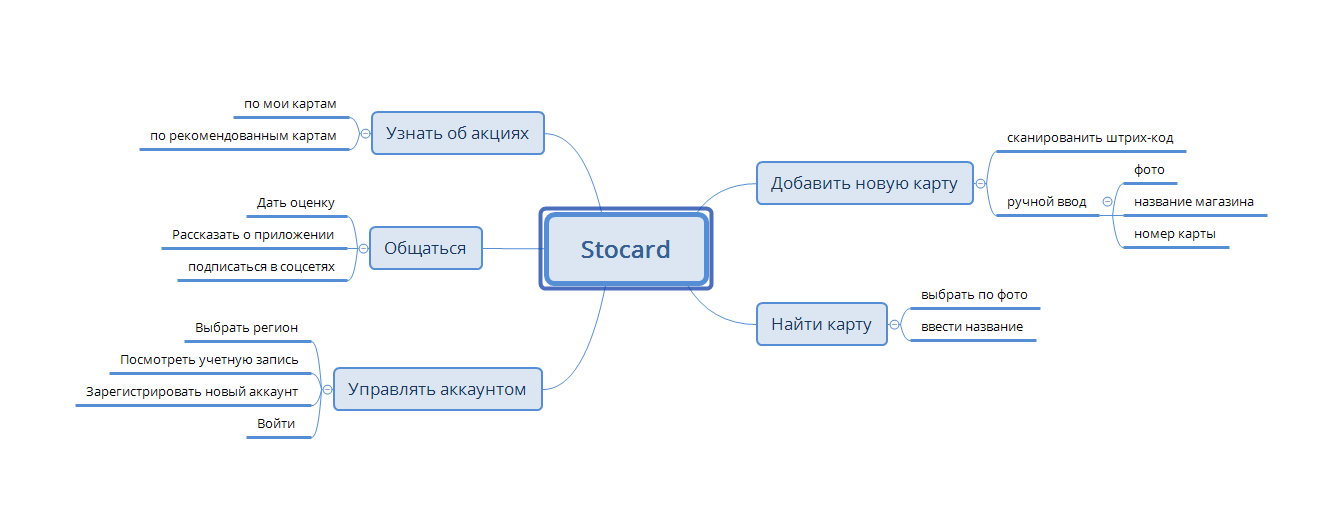 Stocard
Узнать об акциях
по мои картам
по рекомендованным картам
Общаться
Дать оценку
Рассказать о приложении
подписаться в соцсетях
Управлять аккаунтом
Выбрать регион
Посмотреть учетную запись
Зарегистрировать новый аккаунт
Войти
Добавить новую карту
сканированить штрих-код
ручной ввод
фото
название магазина
номер карты
Найти карту
выбрать по фото
ввести название